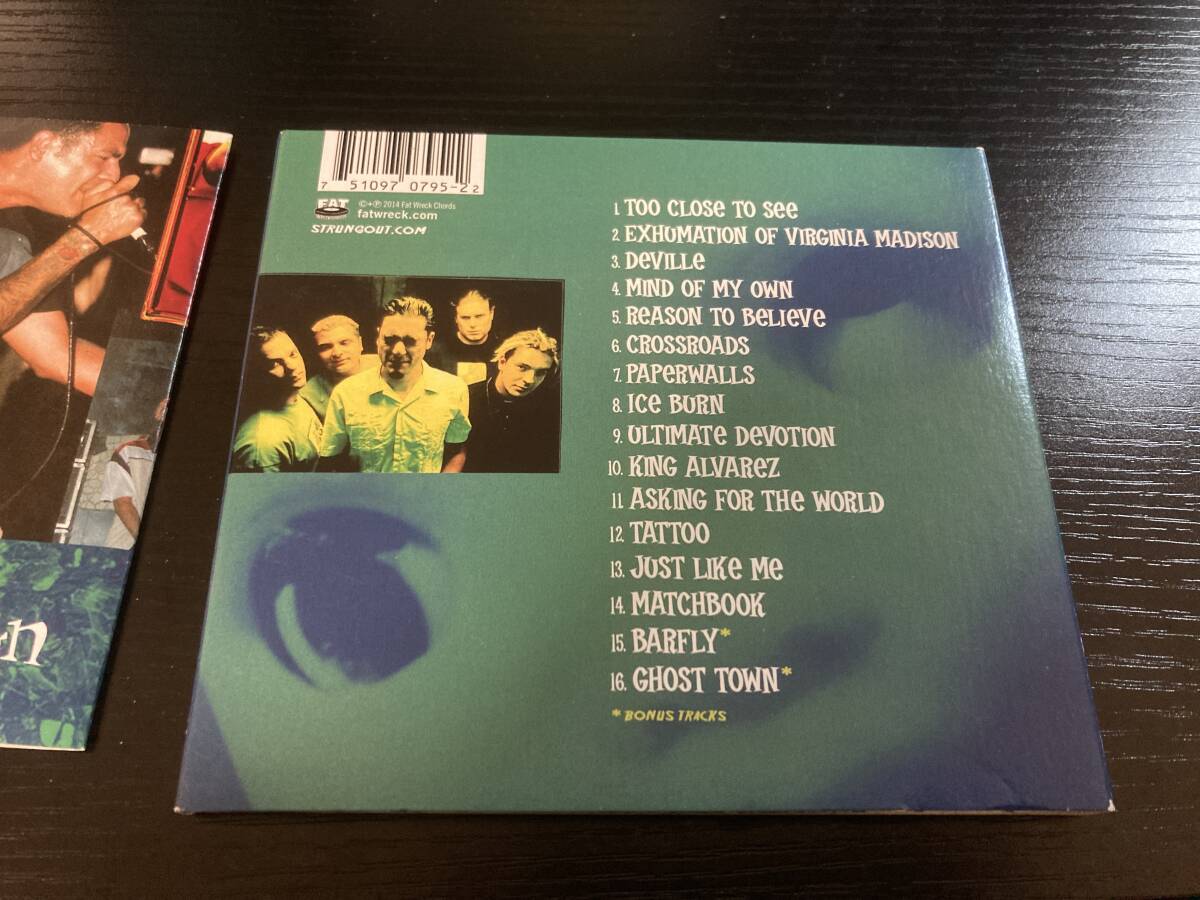 7 51097 0795-2 2
FAT
©+℗ 2014 Fat Wreck Chords
fatwreck.com
STRUNGOUT.COM
1. TOO CLOSE TO SEE
2. EXHUMATION OF VIRGINIA MADISON
3. DEVILLE
4. MIND OF MY OWN
5. REASON TO BELIEVE
6. CROSSROADS
7. PAPERWALLS
8. ICE BURN
9. ULTIMATE DEVOTION
10. KING ALVAREZ
11. ASKING FOR THE WORLD
12. TATTOO
13. JUST LIKE ME
14. MATCHBOOK
15. BARFLY*
16. GHOST TOWN*
* BONUS TRACKS